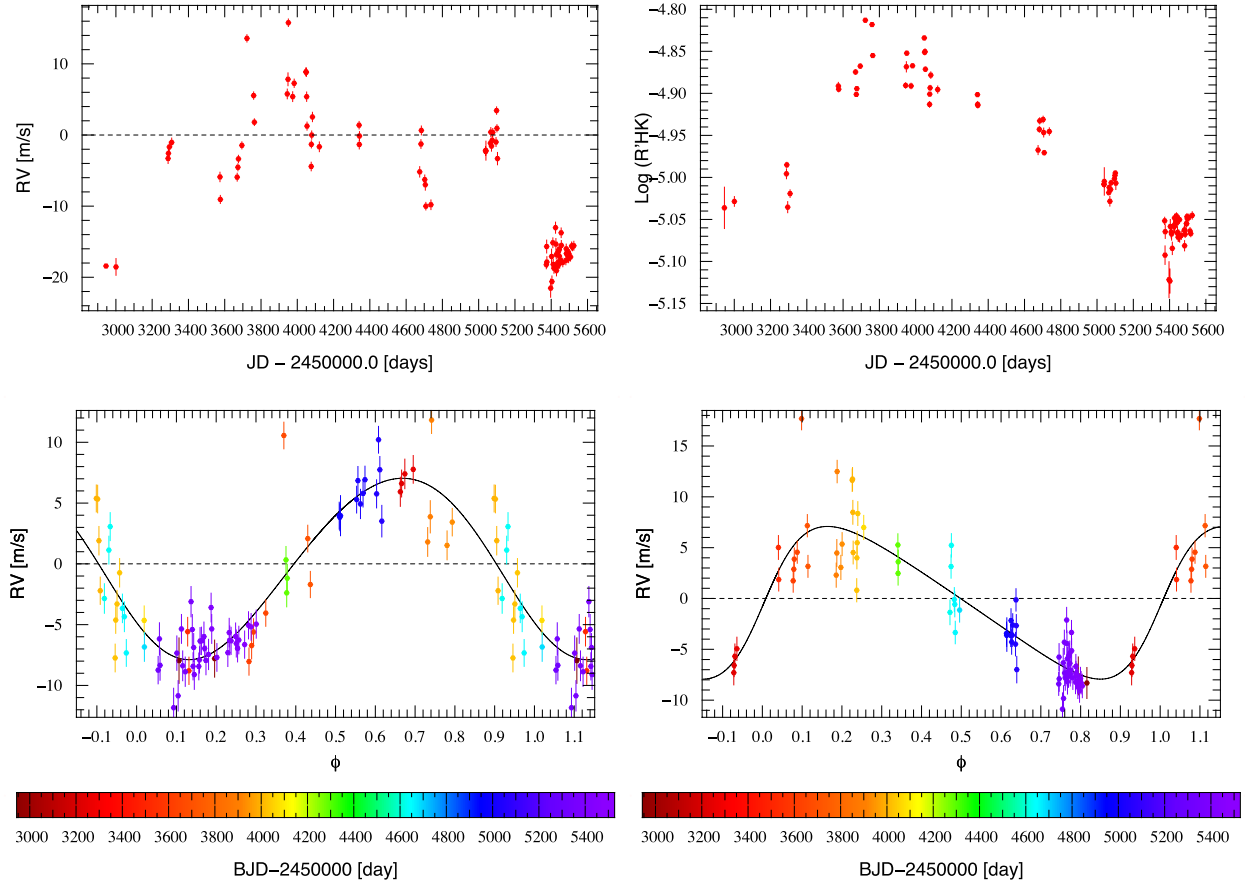 10
0
−10
−20
RV [m/s]
3000 3200 3400 3600 3800 4000 4200 4400 4600 4800 5000 5200 5400 5600
JD − 2450000.0 [days]
−4.80
−4.85
−4.90
−4.95
−5.00
−5.05
−5.10
−5.15
Log (R'HK)
3000 3200 3400 3600 3800 4000 4200 4400 4600 4800 5000 5200 5400 5600
JD − 2450000.0 [days]
10
5
0
−5
−10
RV [m/s]
−0.1 0.0 0.1 0.2 0.3 0.4 0.5 0.6 0.7 0.8 0.9 1.0 1.1
ϕ
15
10
5
0
−5
−10
RV [m/s]
−0.1 0.0 0.1 0.2 0.3 0.4 0.5 0.6 0.7 0.8 0.9 1.0 1.1
ϕ
3000 3200 3400 3600 3800 4000 4200 4400 4600 4800 5000 5200 5400
BJD−2450000 [day]
3000 3200 3400 3600 3800 4000 4200 4400 4600 4800 5000 5200 5400
BJD−2450000 [day]